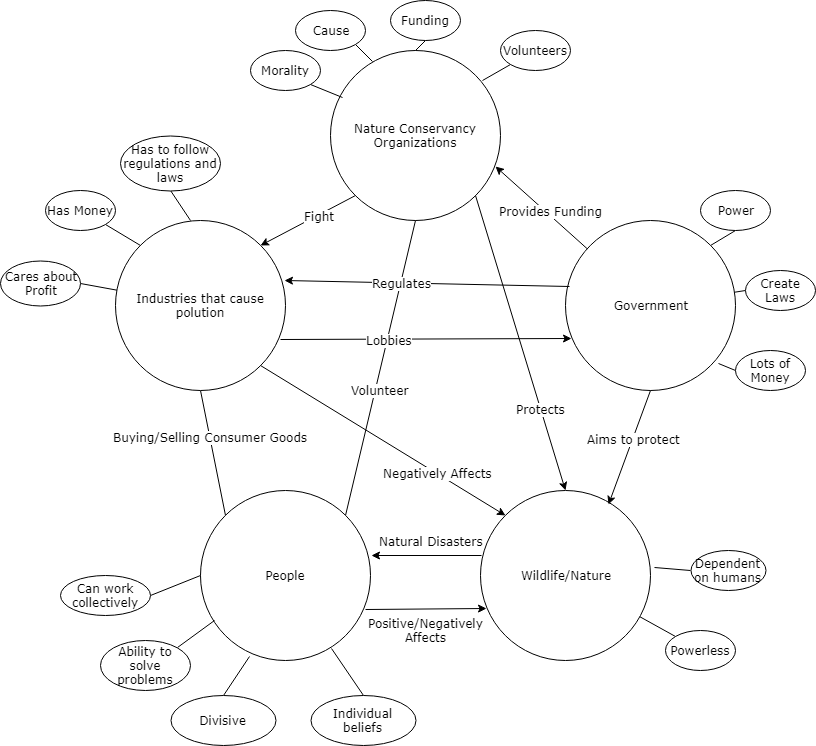 Funding
Cause
Volunteers
Morality
Nature Conservancy
Organizations
Has to follow
regulations and
laws
Has Money
Fight
Provides Funding
Power
Cares about
Profit
Regulates
Industries that cause
polution
Government
Create
Laws
Lobbies
Lots of
Money
Volunteer
Protects
Buying/Selling Consumer Goods
Aims to protect
Negatively Affects
Natural Disasters
People
Wildlife/Nature
Dependent
on humans
Can work
collectively
Positive/Negatively
Affects
Ability to
solve
problems
Powerless
Divisive
Individual
beliefs